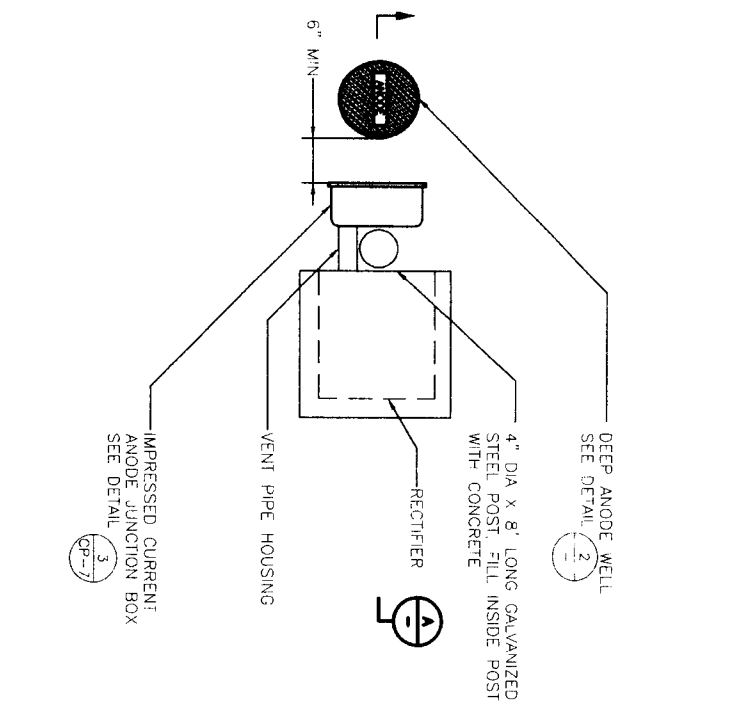 6" MIN
ANODE
DEEP ANODE WELL
SEE DETAIL
2
-
4" DIA X 8' LONG GALVANIZED
STEEL POST, FILL INSIDE POST
WITH CONCRETE
RECTIFIER
A
-
VENT PIPE HOUSING
IMPRESSED CURRENT
ANODE JUNCTION BOX
SEE DETAIL
3
CP-7